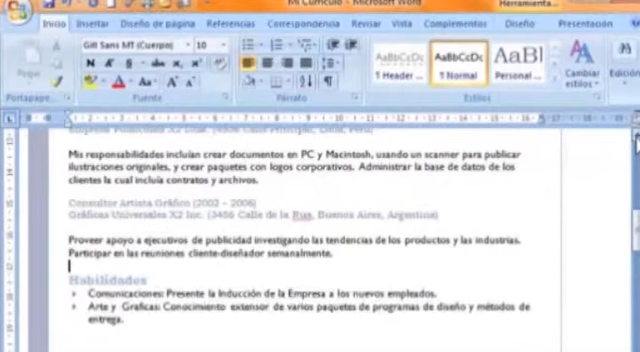 Mi Curriculo - Microsoft Word
Herramienta...
Inicio Insertar Diseño de página Referencias Correspondencia Revisar Vista Complementos Diseño Presentación
Gill Sans MT (Cuerpo) 10
AaBbCcDc AaBbCcDc AaBl
Pegar
1 Header ... 1 Normal Personal ... Cambiar estilos Edición
Portapape... Fuente Párrafo Estilos
Mis responsabilidades incluían crear documentos en PC y Macintosh, usando un scanner para publicar
ilustraciones originales, y crear paquetes con logos corporativos. Administrar la base de datos de los
clientes la cual incluía contratos y archivos.
Consultor Artista Gráfico (2002 – 2006)
Gráficas Universales X2 Inc. (3456 Calle de la Rua, Buenos Aires, Argentina)
Proveer apoyo a ejecutivos de publicidad investigando las tendencias de los productos y las industrias.
Participar en las reuniones cliente-diseñador semanalmente.
Habilidades
Comunicaciones: Presente la Inducción de la Empresa a los nuevos empleados.
Arte y Graficas: Conocimiento extensor de varios paquetes de programas de diseño y métodos de
entrega.